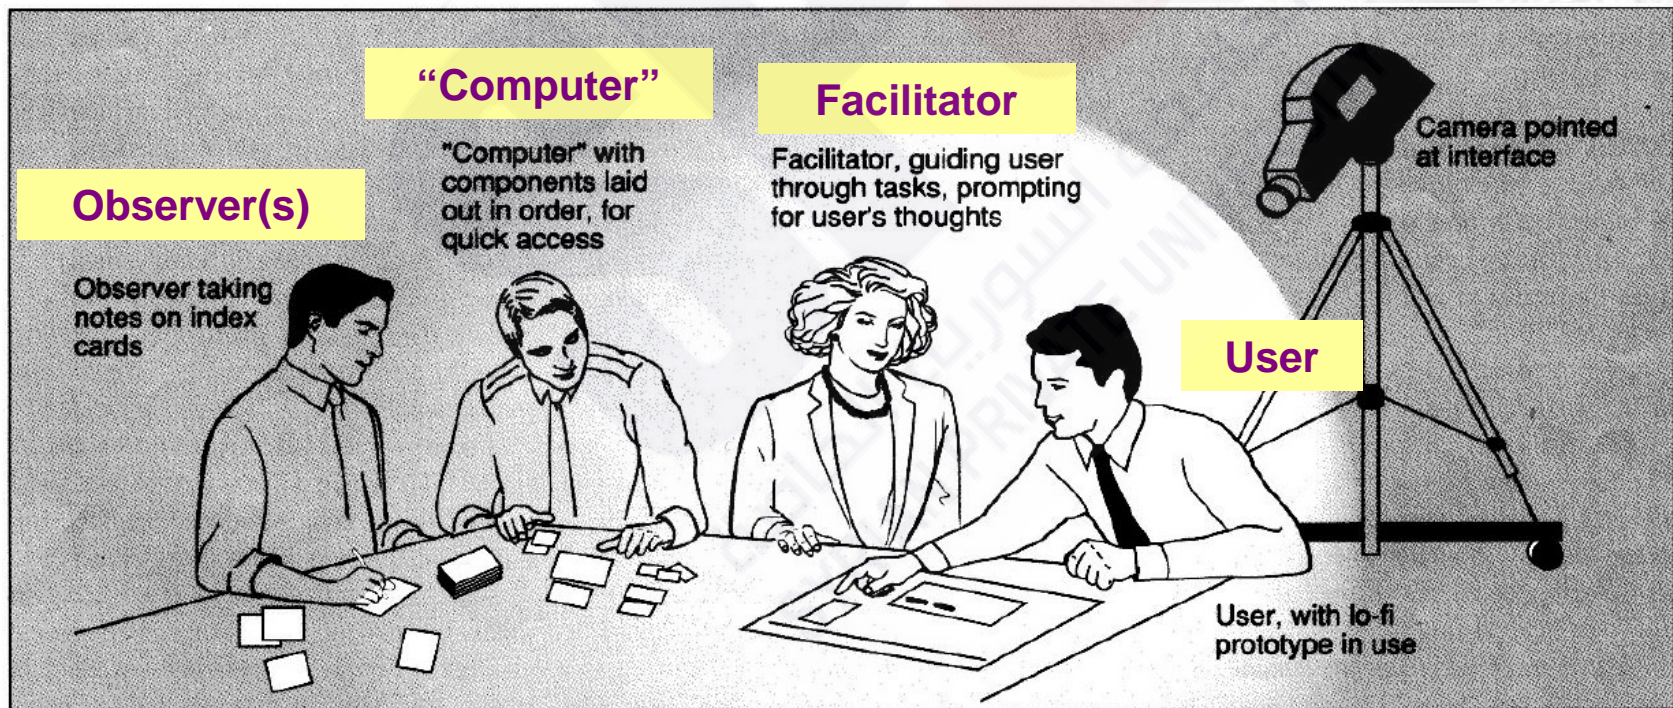 “Computer”
Facilitator
Observer(s)
User
"Computer" with
components laid
out in order, for
quick access
Facilitator, guiding user
through tasks, prompting
for user's thoughts
Camera pointed
at interface
Observer taking
notes on index
cards
User, with lo-fi
prototype in use